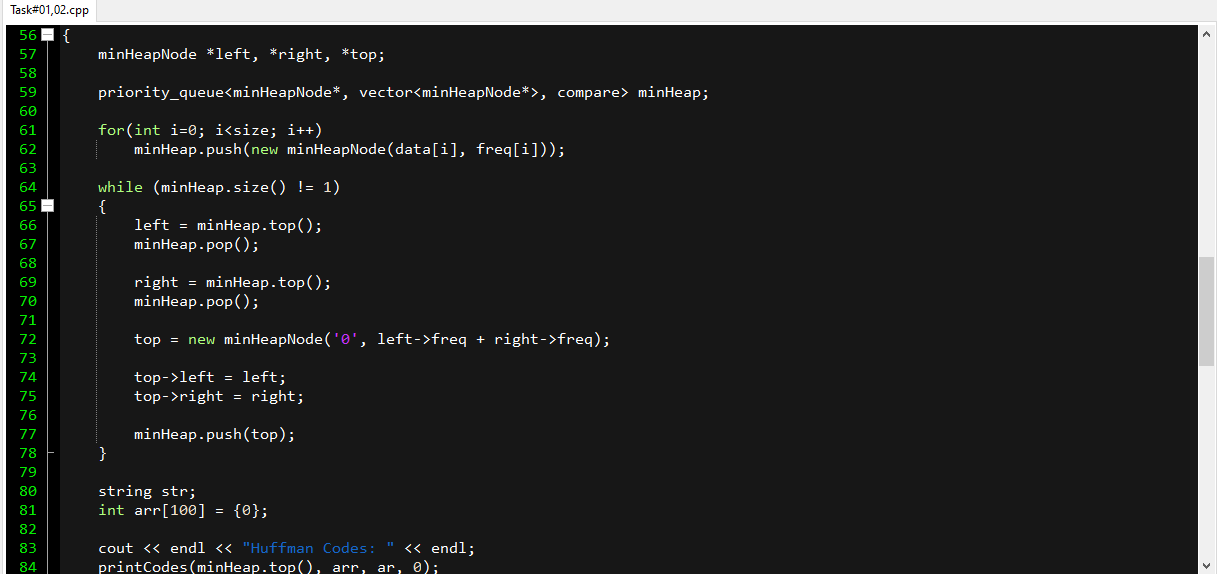 Task#01,02.cpp
56 {
57 minHeapNode *left, *right, *top;
58
59 priority_queue<minHeapNode*, vector<minHeapNode*>, compare> minHeap;
60
61 for(int i=0; i<size; i++)
62 minHeap.push(new minHeapNode(data[i], freq[i]));
63
64 while (minHeap.size() != 1)
65 {
66 left = minHeap.top();
67 minHeap.pop();
68
69 right = minHeap.top();
70 minHeap.pop();
71
72 top = new minHeapNode('0', left->freq + right->freq);
73
74 top->left = left;
75 top->right = right;
76
77 minHeap.push(top);
78 }
79
80 string str;
81 int arr[100] = {0};
82
83 cout << endl << "Huffman Codes: " << endl;
84 printCodes(minHeap.top(), arr, ar, 0);